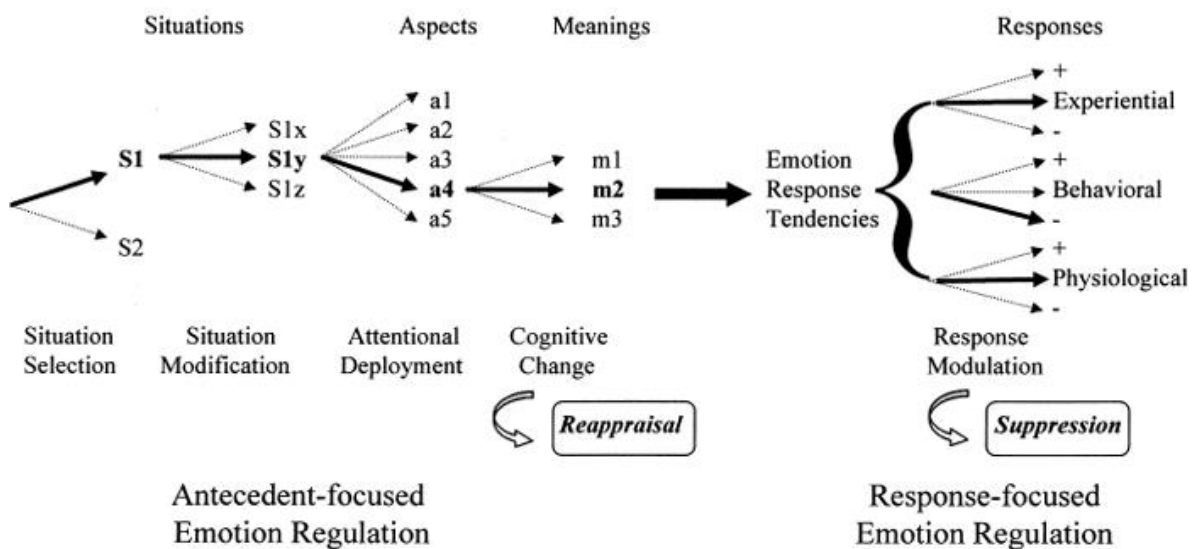 Situations Aspects Meanings Responses
+
a1 Experiential
S1x a2 -
S1 S1y a3 m1 Emotion +
S1z a4 m2 Response Behavioral
a5 m3 Tendencies -
S2 +
Physiological
-
Situation Situation Attentional Cognitive Response
Selection Modification Deployment Change Modulation
Reappraisal Suppression
Antecedent-focused Response-focused
Emotion Regulation Emotion Regulation